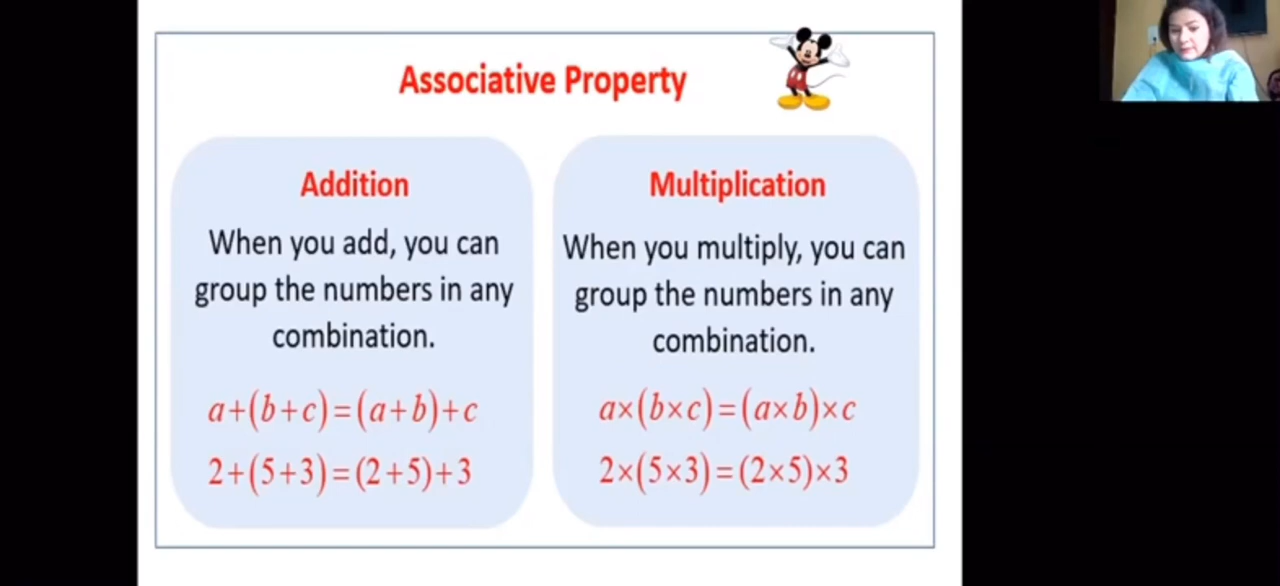 Associative Property
Addition
When you add, you can
group the numbers in any
combination.
a+(b+c)=(a+b)+c
2+(5+3)=(2+5)+3
Multiplication
When you multiply, you can
group the numbers in any
combination.
a×(b×c)=(a×b)×c
2×(5×3)=(2×5)×3